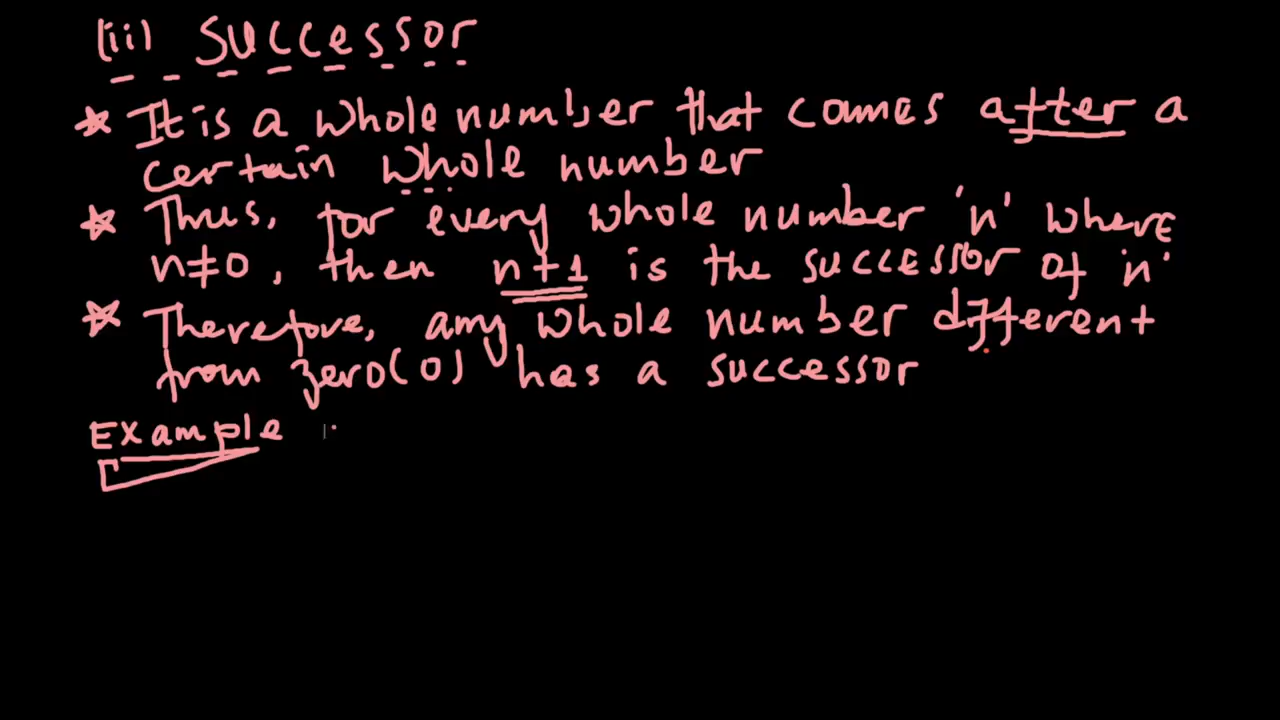 (iii) Successor
* It is a whole number that comes after a
certain whole number
* Thus, for every whole number 'n' where
n≠0, then n+1 is the successor of 'n'
* Therefore, any whole number different
from zero(0) has a successor
Example